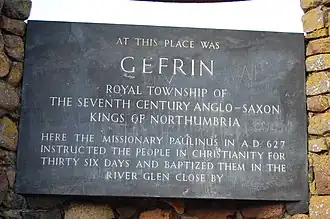 AT THIS PLACE WAS
GEFRIN
ROYAL TOWNSHIP OF
THE SEVENTH CENTURY ANGLO-SAXON
KINGS OF NORTHUMBRIA
HERE THE MISSIONARY PAULINUS IN A.D. 627
INSTRUCTED THE PEOPLE IN CHRISTIANITY FOR
THIRTY SIX DAYS AND BAPTIZED THEM IN THE
RIVER GLEN CLOSE BY